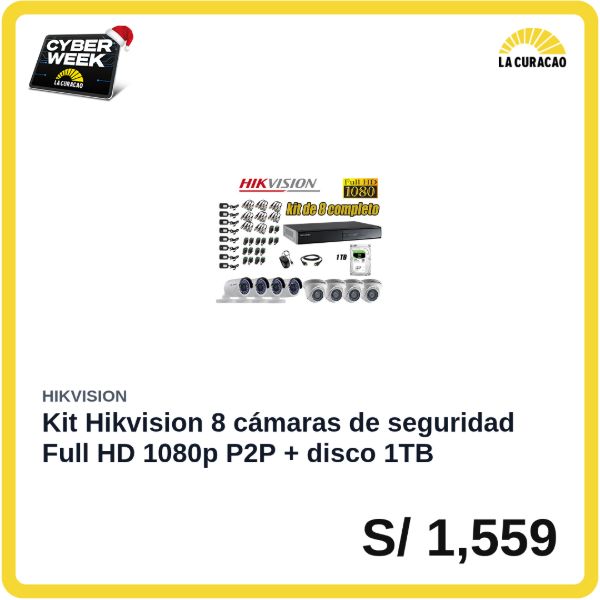 CYBER
WEEK
LA CURACAO
LA CURACAO
HIKVISION
Full HD
1080
kit de 8 completo
1TB
HIKVISION
Kit Hikvision 8 cámaras de seguridad
Full HD 1080p P2P + disco 1TB
S/ 1,559